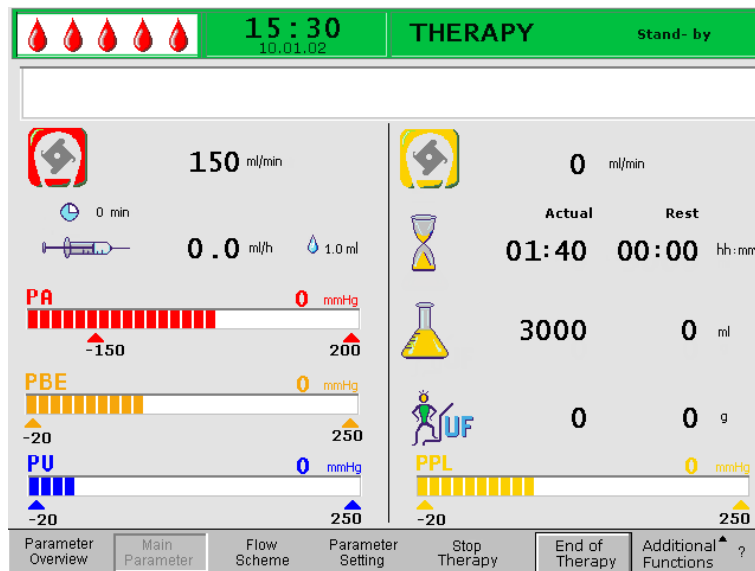 15:30 THERAPY Stand- by
10.01.02
150 ml/min
0 ml/min
0 min
Actual Rest
0.0 ml/h 1.0 ml
01:40 00:00 hh:mm
PA 0 mmHg
-150 200
3000 0 ml
PBE 0 mmHg
-20 250
UF 0 0 g
PV 0 mmHg
-20 250
PPL 0 mmHg
-20 250
Parameter Overview
Main Parameter
Flow Scheme
Parameter Setting
Stop Therapy
End of Therapy
Additional Functions ?